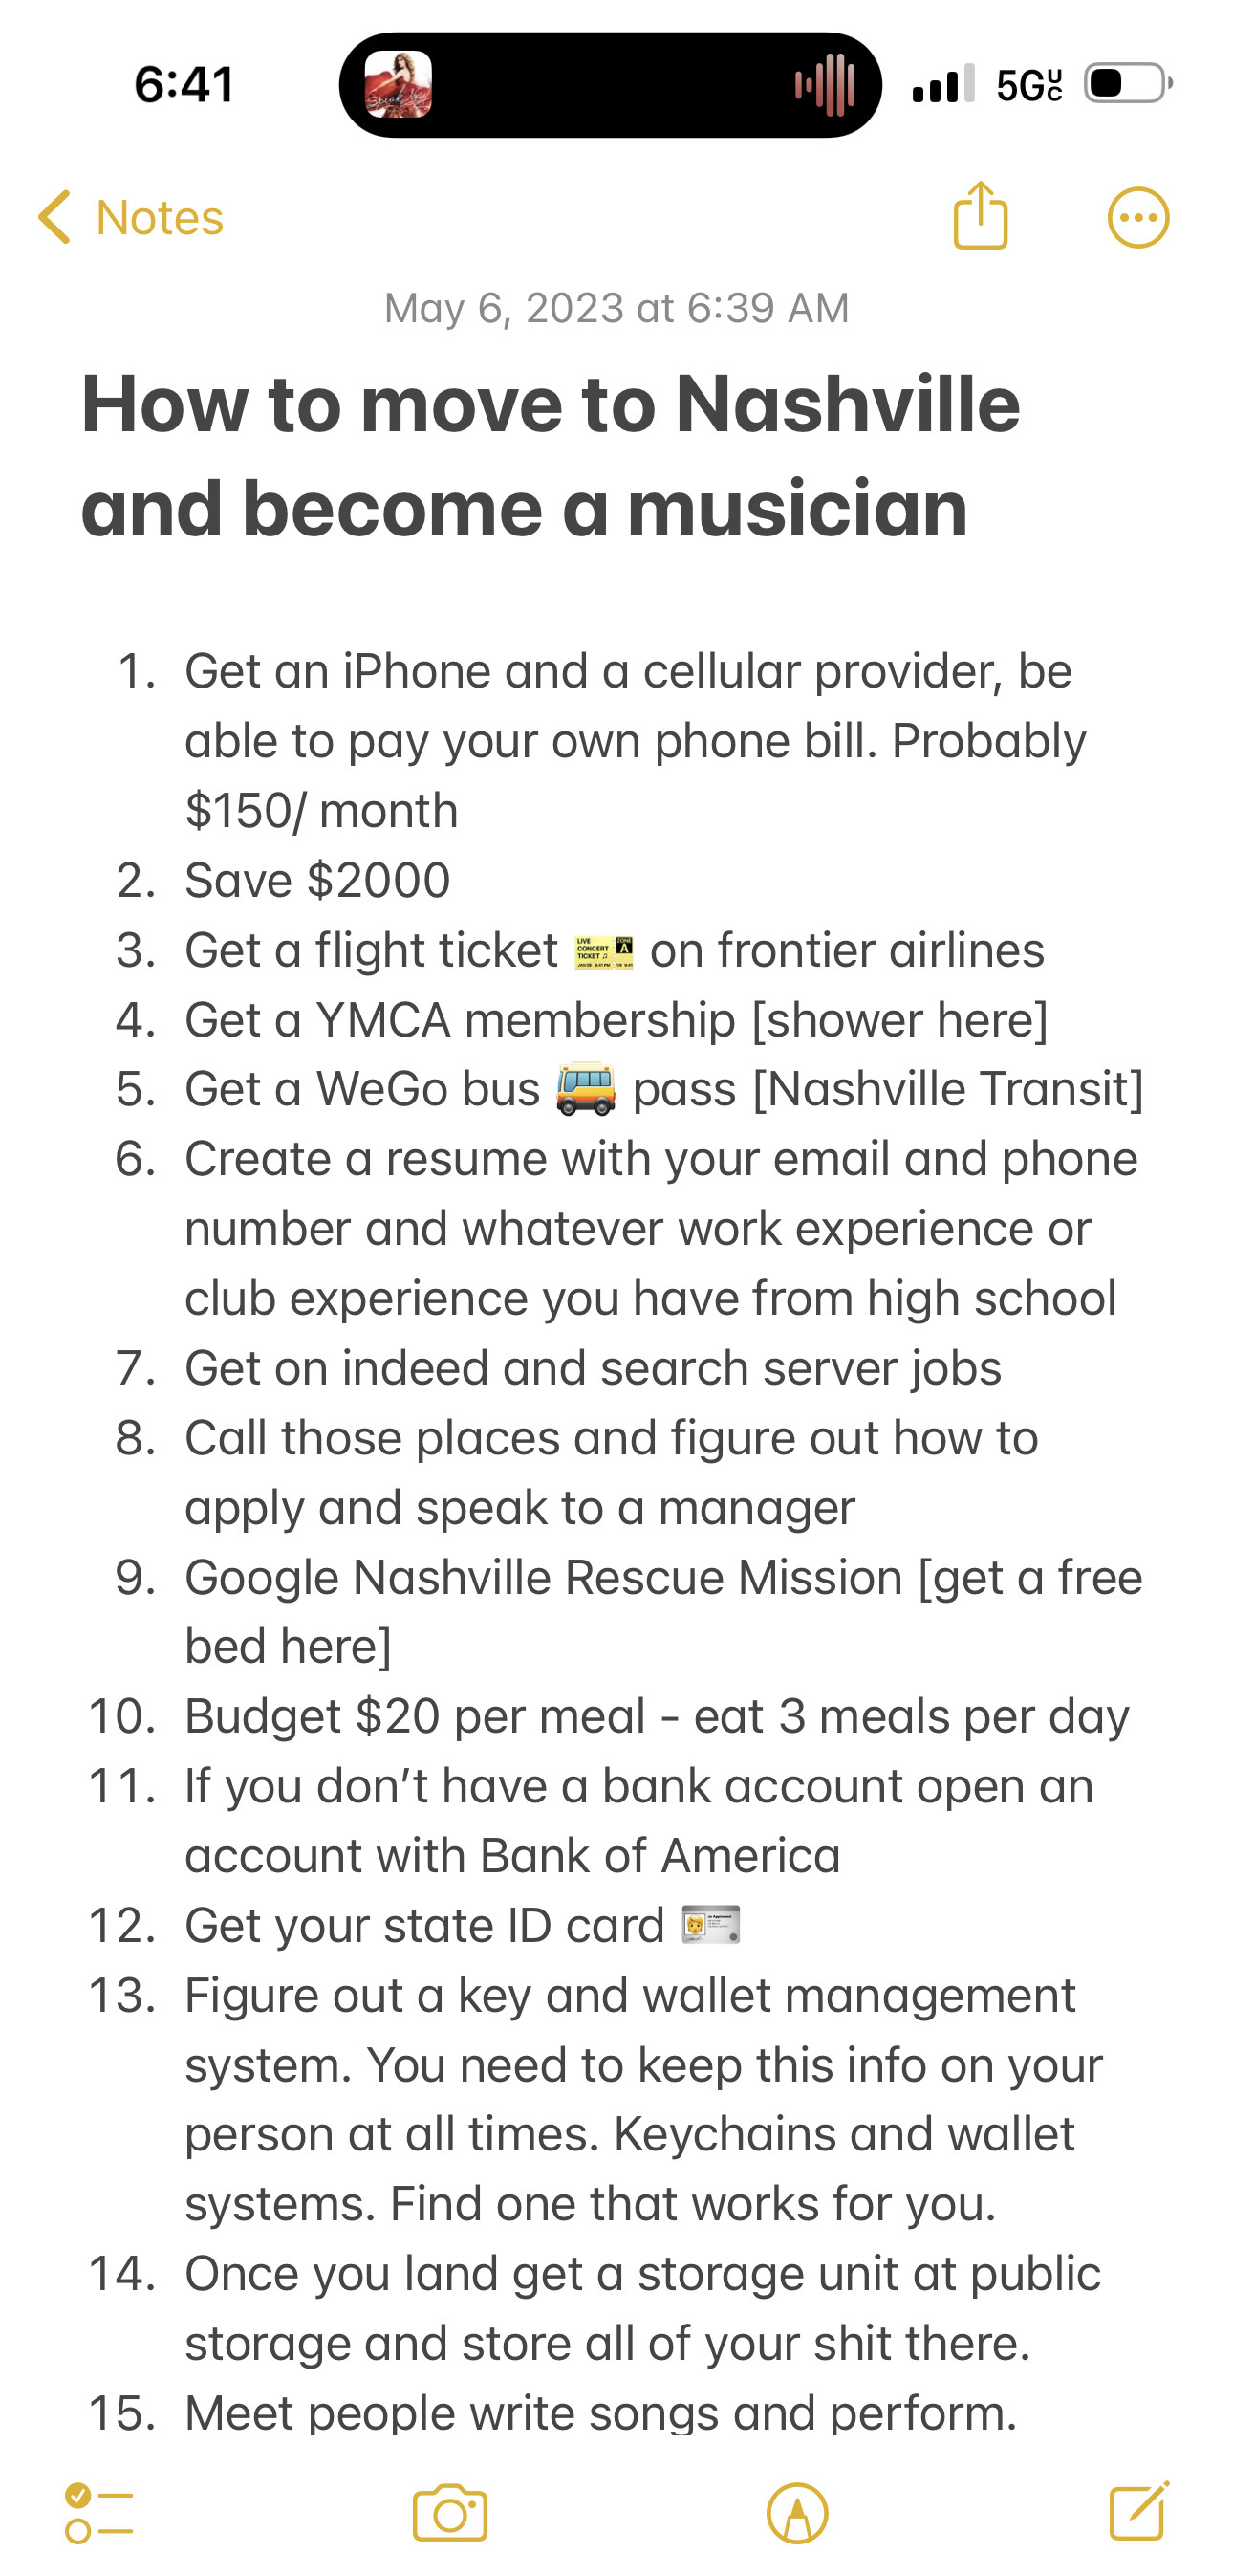 6:41
Speak Now
5G UC
Notes
May 6, 2023 at 6:39 AM
How to move to Nashville
and become a musician
1. Get an iPhone and a cellular provider, be
able to pay your own phone bill. Probably
$150/ month
2. Save $2000
3. Get a flight ticket 🎫 on frontier airlines
4. Get a YMCA membership [shower here]
5. Get a WeGo bus 🚌 pass [Nashville Transit]
6. Create a resume with your email and phone
number and whatever work experience or
club experience you have from high school
7. Get on indeed and search server jobs
8. Call those places and figure out how to
apply and speak to a manager
9. Google Nashville Rescue Mission [get a free
bed here]
10. Budget $20 per meal - eat 3 meals per day
11. If you don’t have a bank account open an
account with Bank of America
12. Get your state ID card 🪪
13. Figure out a key and wallet management
system. You need to keep this info on your
person at all times. Keychains and wallet
systems. Find one that works for you.
14. Once you land get a storage unit at public
storage and store all of your shit there.
15. Meet people write songs and perform.